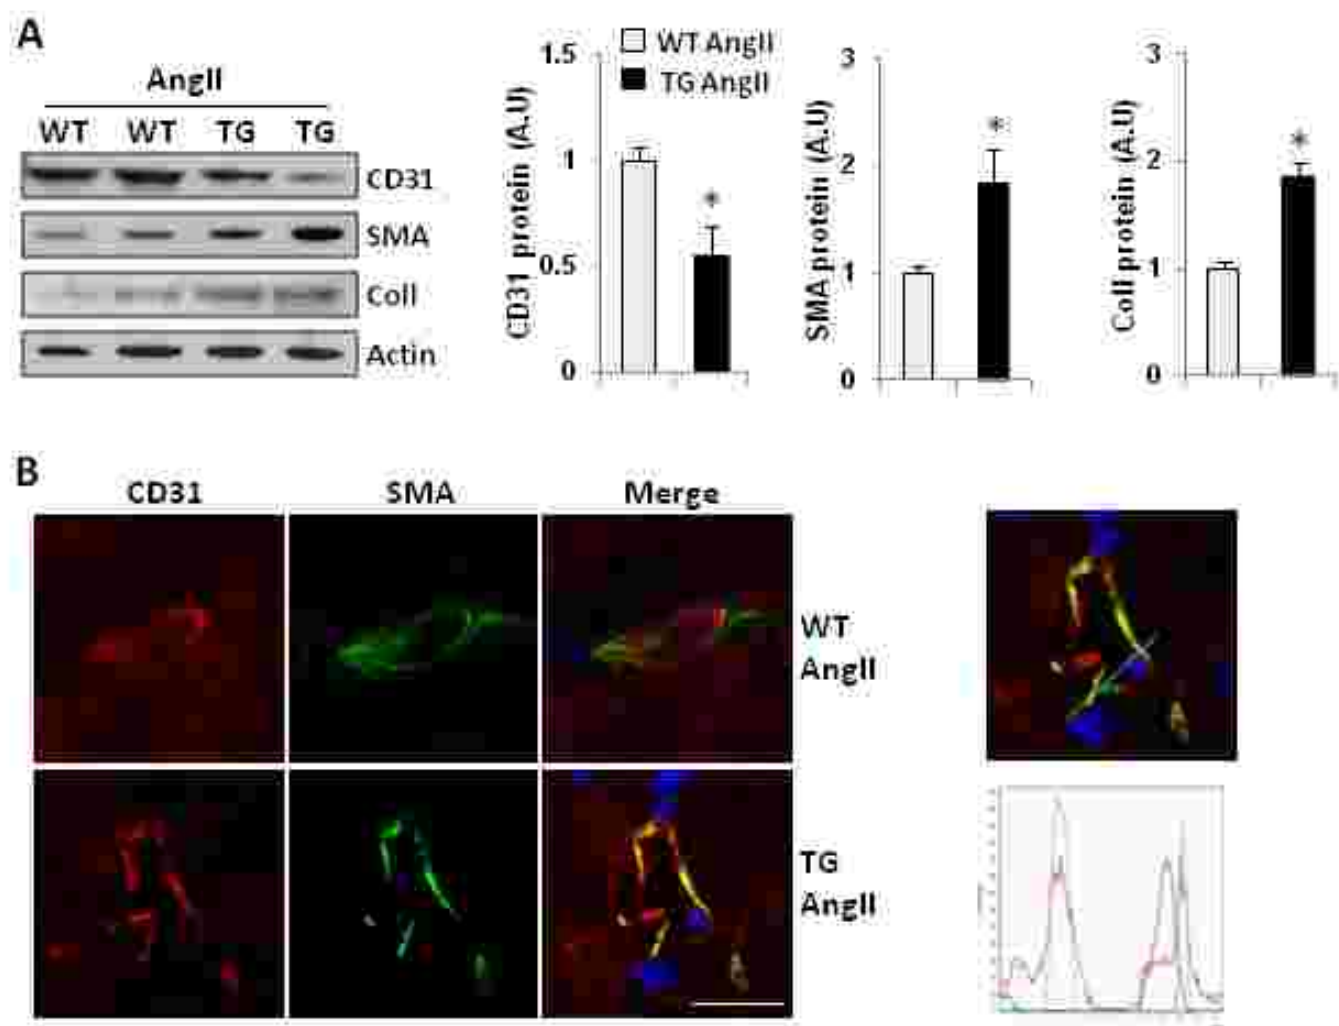 A
AngII
WT WT TG TG
CD31
SMA
ColI
Actin
WT AngII
TG AngII
CD31 protein (A.U)
1.5
1
0.5
0
*
SMA protein (A.U)
3
2
1
0
*
ColI protein (A.U)
3
2
1
0
*
B
CD31 SMA Merge
WT
AngII
TG
AngII